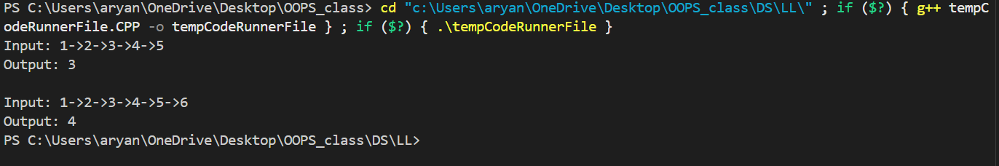 PS C:\Users\aryan\OneDrive\Desktop\OOPS_class> cd "c:\Users\aryan\OneDrive\Desktop\OOPS_class\DS\LL\" ; if ($?) { g++ tempC
odeRunnerFile.CPP -o tempCodeRunnerFile } ; if ($?) { .\tempCodeRunnerFile }
Input: 1->2->3->4->5
Output: 3

Input: 1->2->3->4->5->6
Output: 4
PS C:\Users\aryan\OneDrive\Desktop\OOPS_class\DS\LL>